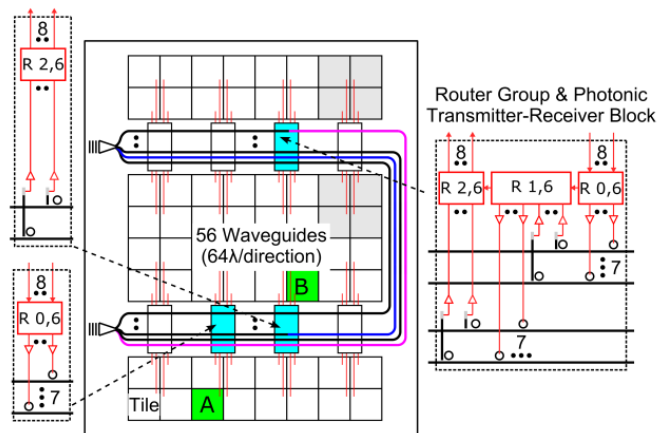 8
R 2,6
8
R 0,6
7
56 Waveguides
(64λ/direction)
B
A
Tile
Router Group & Photonic
Transmitter-Receiver Block
8
8
R 2,6
R 1,6
R 0,6
7
7